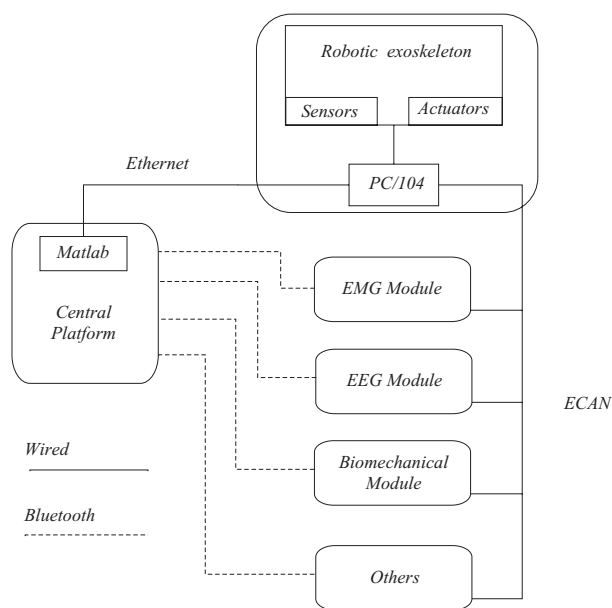 Robotic exoskeleton
Sensors
Actuators
Ethernet
PC/104
Matlab
Central
Platform
EMG Module
EEG Module
ECAN
Wired
Biomechanical
Module
Bluetooth
Others